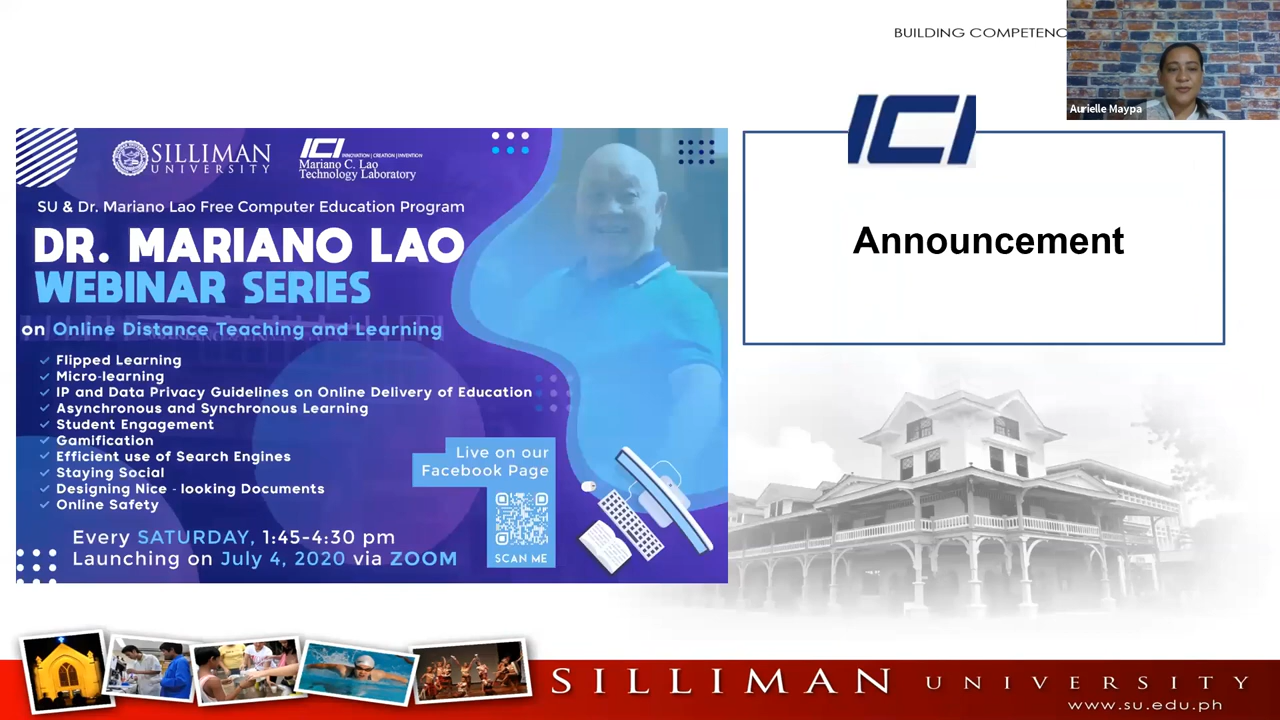 BUILDING COMPETENC
Aurielle Maypa
ICI
Announcement
SILLIMAN
UNIVERSITY
ICI
INNOVATION | CREATION | INVENTION
Mariano C. Lao
Technology Laboratory
SU & Dr. Mariano Lao Free Computer Education Program
DR. MARIANO LAO
WEBINAR SERIES
on Online Distance Teaching and Learning
Flipped Learning
Micro-learning
IP and Data Privacy Guidelines on Online Delivery of Education
Asynchronous and Synchronous Learning
Student Engagement
Gamification
Efficient use of Search Engines
Staying Social
Designing Nice - looking Documents
Online Safety
Live on our
Facebook Page
SCAN ME
Every SATURDAY, 1:45-4:30 pm
Launching on July 4, 2020 via ZOOM
SILLIMAN UNIVERSITY
www.su.edu.ph